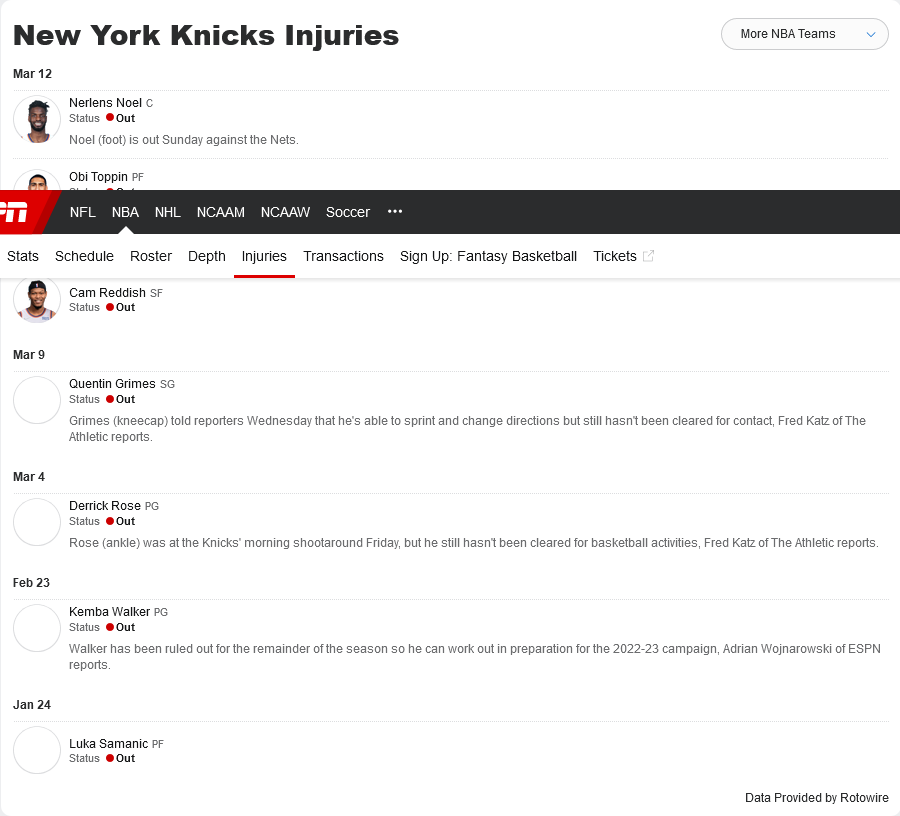 New York Knicks Injuries
More NBA Teams
Mar 12
Nerlens Noel C
Status Out
Noel (foot) is out Sunday against the Nets.
Obi Toppin PF
NFL NBA NHL NCAAM NCAAW Soccer •••
Stats Schedule Roster Depth Injuries Transactions Sign Up: Fantasy Basketball Tickets
Cam Reddish SF
Status Out
Mar 9
Quentin Grimes SG
Status Out
Grimes (kneecap) told reporters Wednesday that he's able to sprint and change directions but still hasn't been cleared for contact, Fred Katz of The
Athletic reports.
Mar 4
Derrick Rose PG
Status Out
Rose (ankle) was at the Knicks' morning shootaround Friday, but he still hasn't been cleared for basketball activities, Fred Katz of The Athletic reports.
Feb 23
Kemba Walker PG
Status Out
Walker has been ruled out for the remainder of the season so he can work out in preparation for the 2022-23 campaign, Adrian Wojnarowski of ESPN
reports.
Jan 24
Luka Samanic PF
Status Out
Data Provided by Rotowire